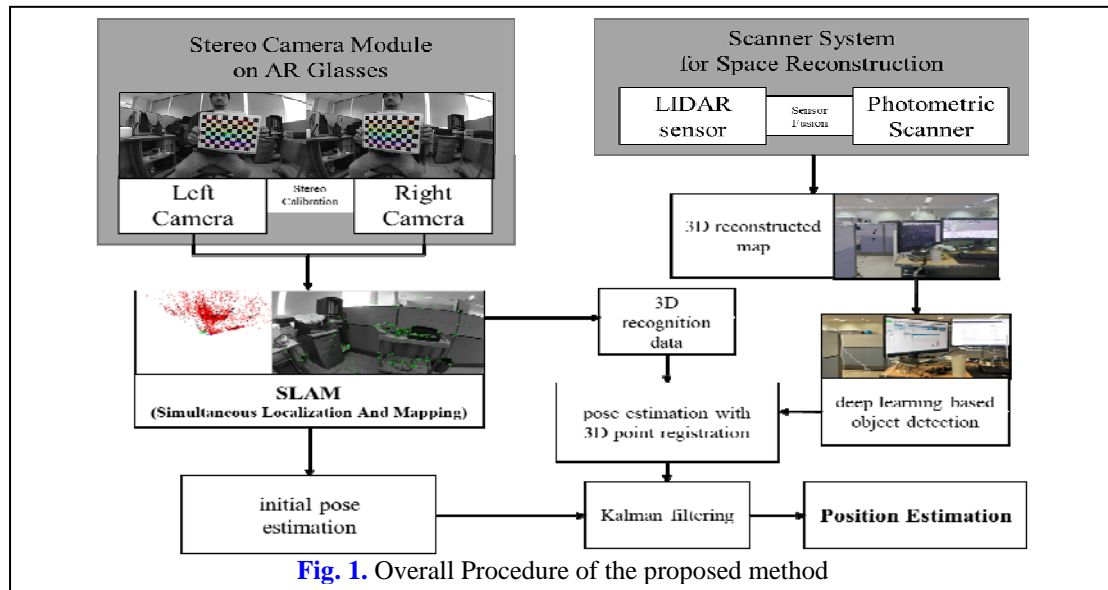 Stereo Camera Module
on AR Glasses
Left
Camera
Stereo
Calibration
Right
Camera
Scanner System
for Space Reconstruction
LIDAR
sensor
Sensor
Fusion
Photometric
Scanner
3D reconstructed
map
3D
recognition
data
SLAM
(Simultaneous Localization And Mapping)
pose estimation with
3D point registration
deep learning based
object detection
initial pose
estimation
Kalman filtering
Position Estimation
Fig. 1. Overall Procedure of the proposed method